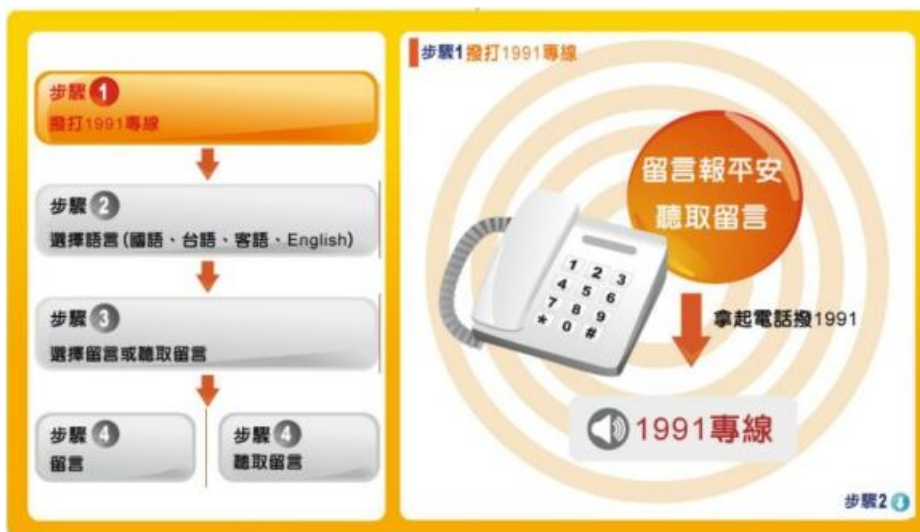 步驟1
撥打1991專線
步驟2
選擇語言(國語、台語、客語、English)
步驟3
選擇留言或聽取留言
步驟4
留言
步驟4
聽取留言
步驟1撥打1991專線
留言報平安
聽取留言
1 2 3
4 5 6
7 8 9
* 0 #
拿起電話撥1991
1991專線
步驟2